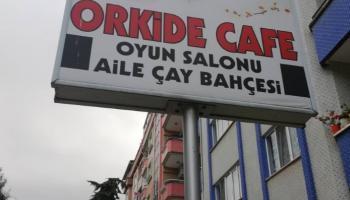 ORKİDE CAFE
OYUN SALONU
AİLE ÇAY BAHÇESİ